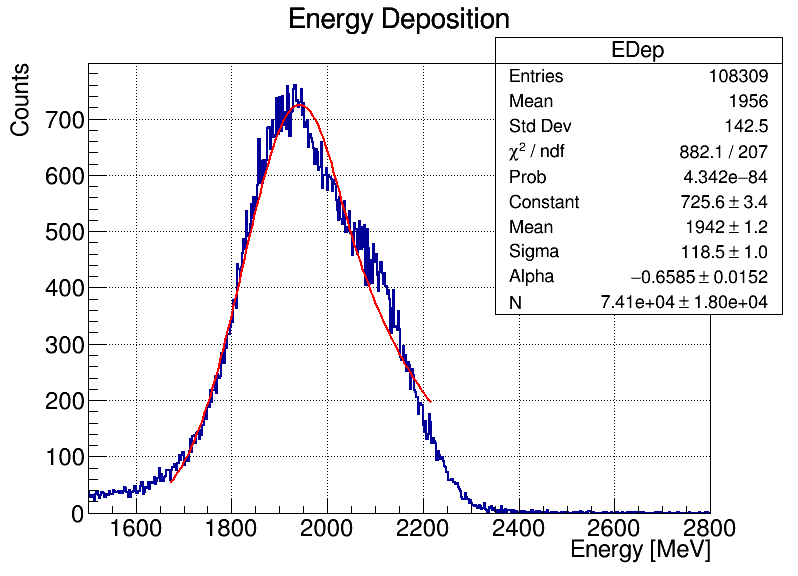 Energy Deposition
EDep
Entries 108309
Mean 1956
Std Dev 142.5
χ² / ndf 882.1 / 207
Prob 4.342e−84
Constant 725.6 ± 3.4
Mean 1942 ± 1.2
Sigma 118.5 ± 1.0
Alpha −0.6585 ± 0.0152
N 7.41e+04 ± 1.80e+04
Counts
700
600
500
400
300
200
100
0
1600 1800 2000 2200 2400 2600 2800
Energy [MeV]